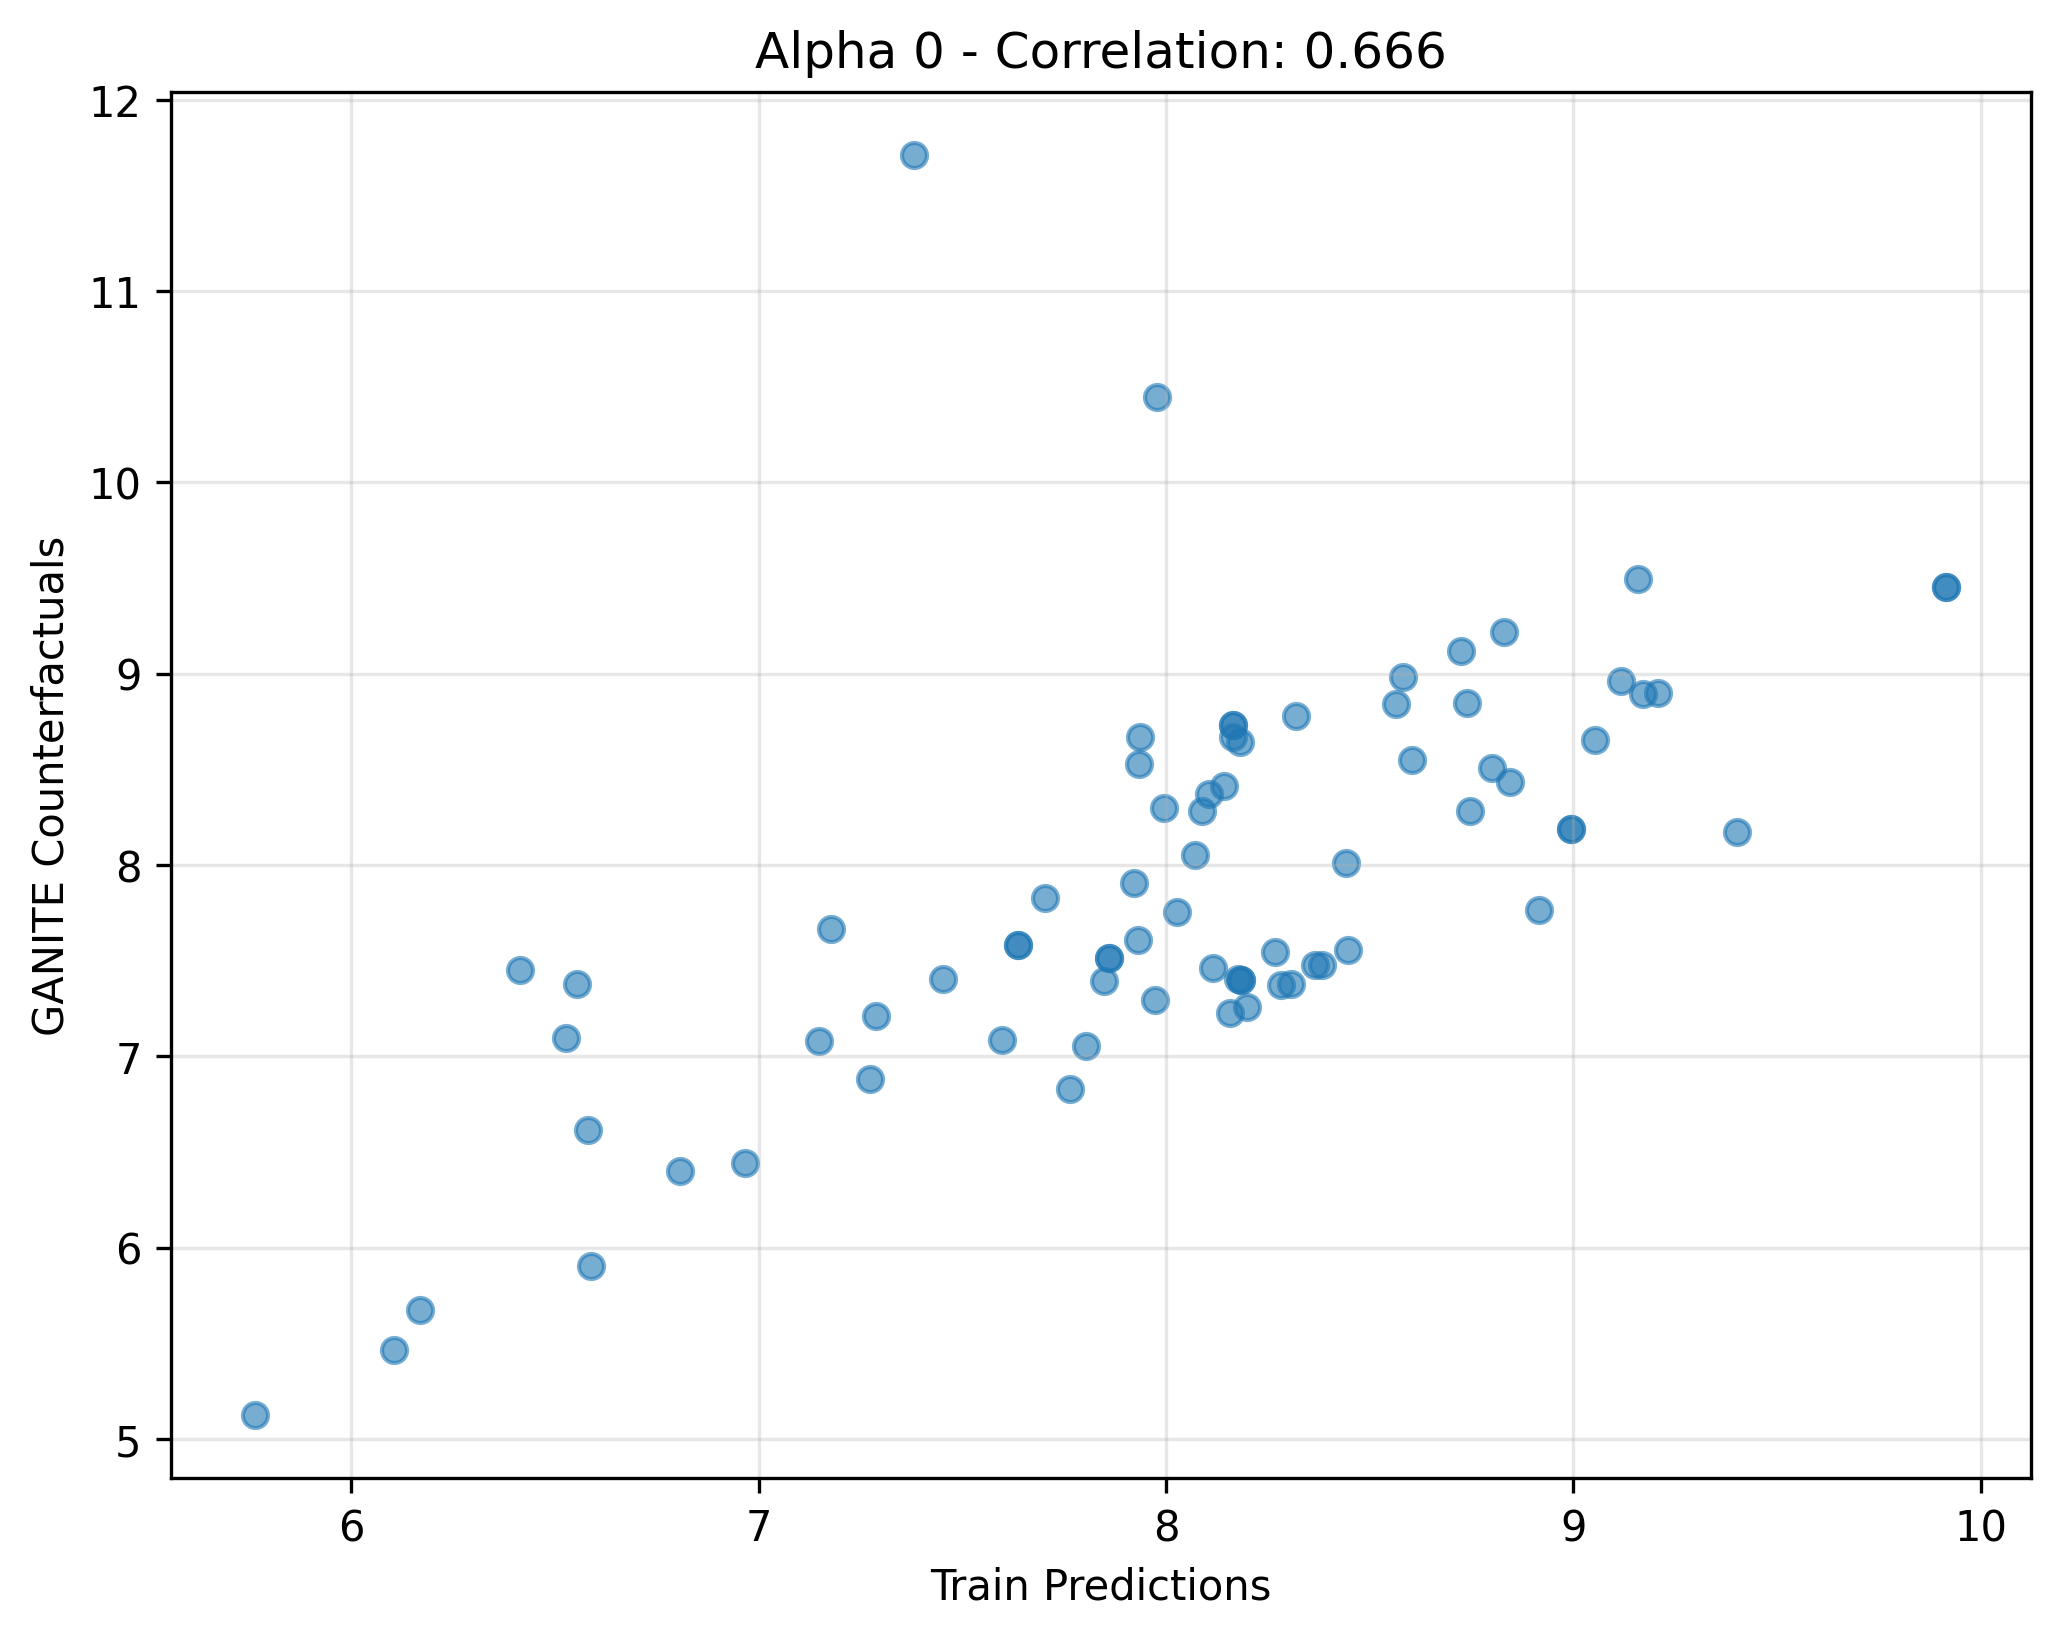 Alpha 0 - Correlation: 0.666
12
11
10
9
8
7
6
5
GANITE Counterfactuals
6 7 8 9 10
Train Predictions